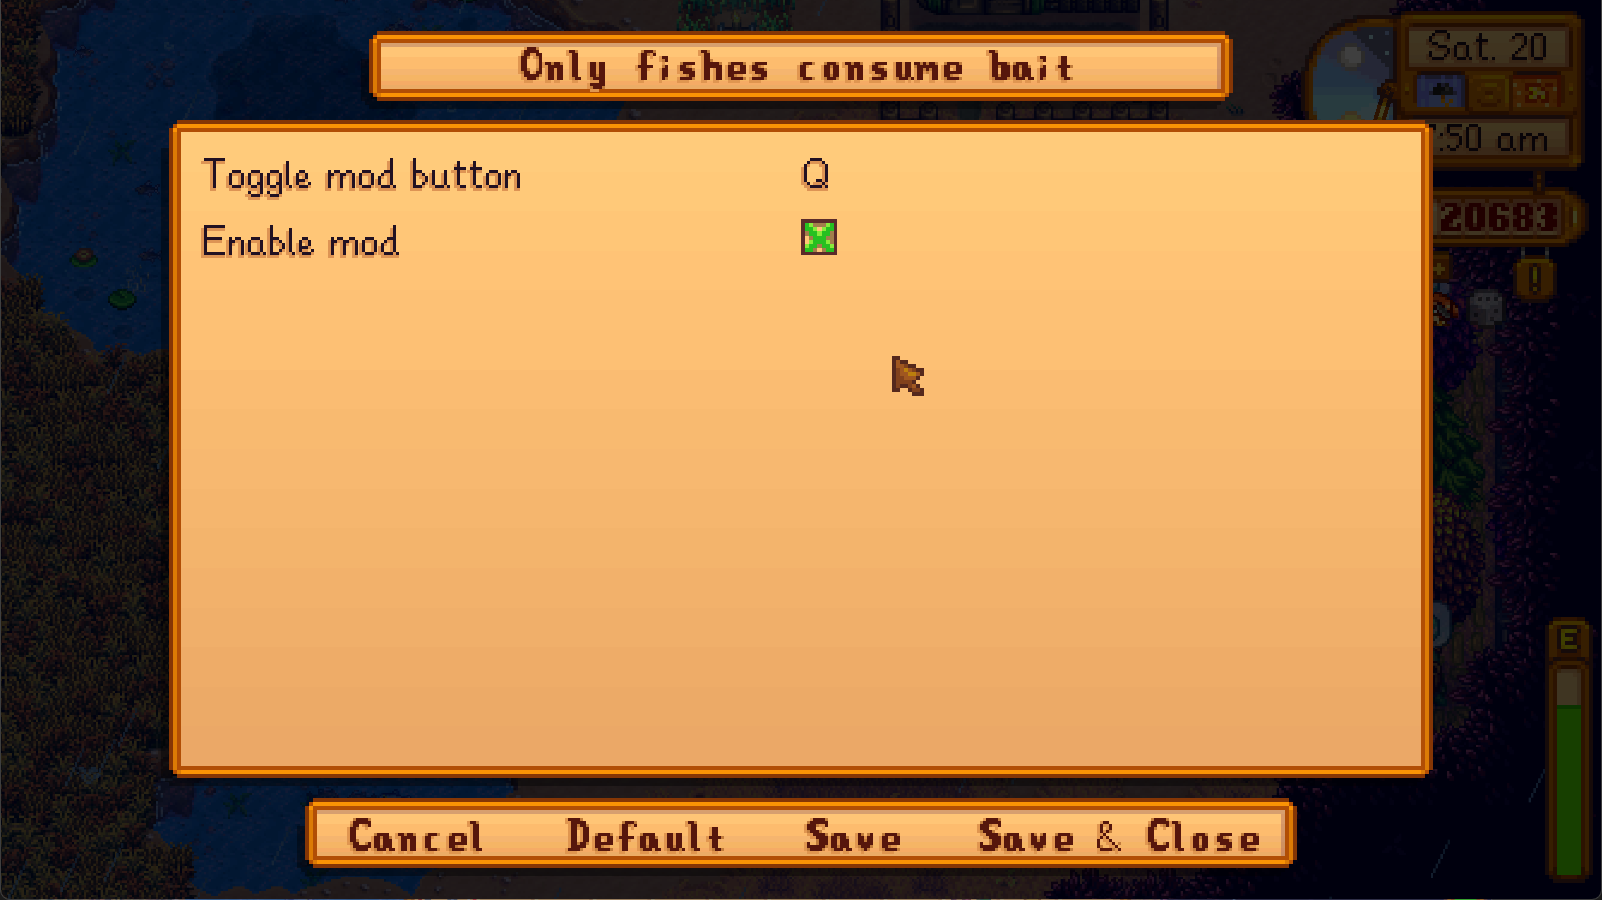 Only fishes consume bait
Sat. 20
:50 am
20683
Toggle mod button Q
Enable mod
E
Cancel Default Save Save & Close